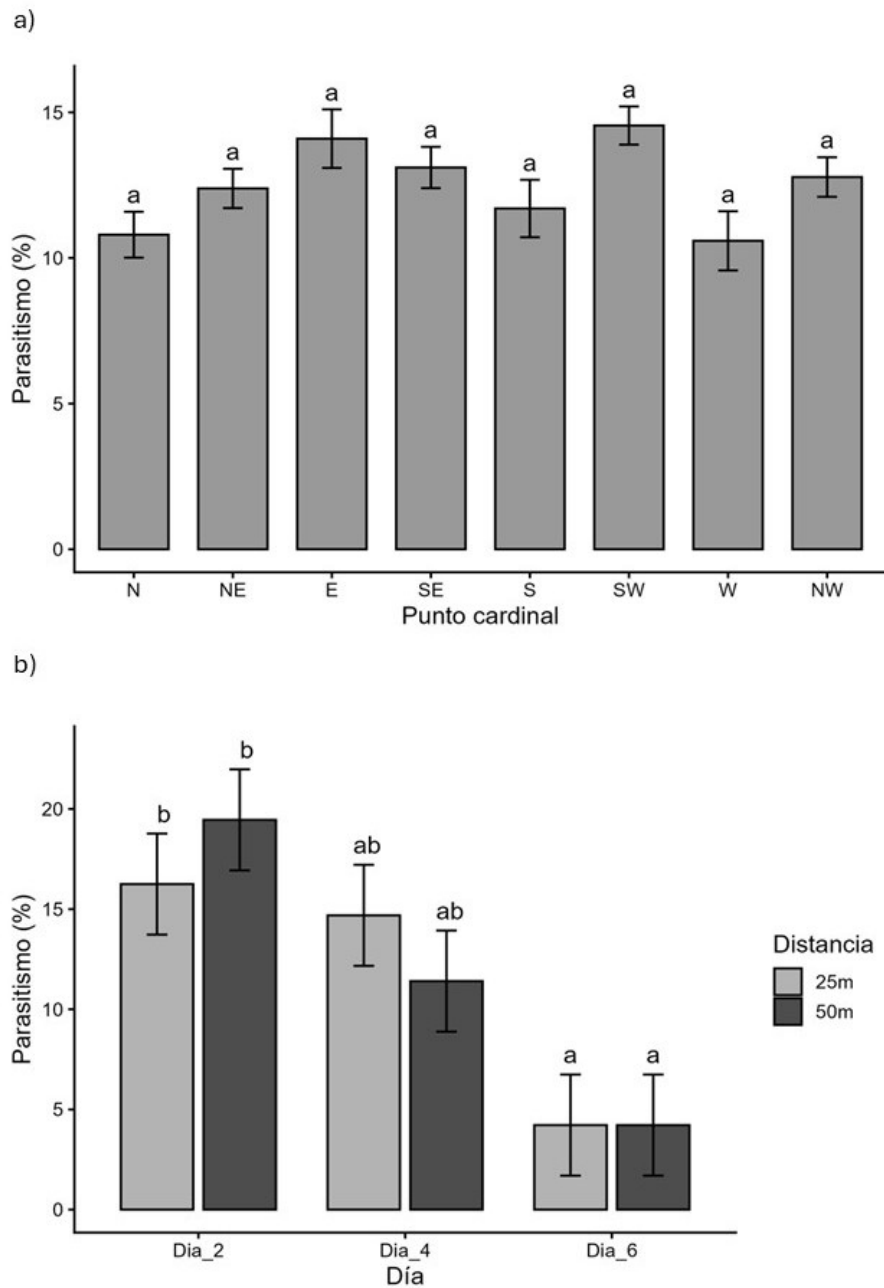 a)
a a a a a a a a
15
10
5
0
Parasitismo (%)
N NE E SE S SW W NW
Punto cardinal
b)
b b ab ab a a
20
15
10
5
0
Parasitismo (%)
Distancia
25m
50m
Dia_2 Dia_4 Dia_6
Día